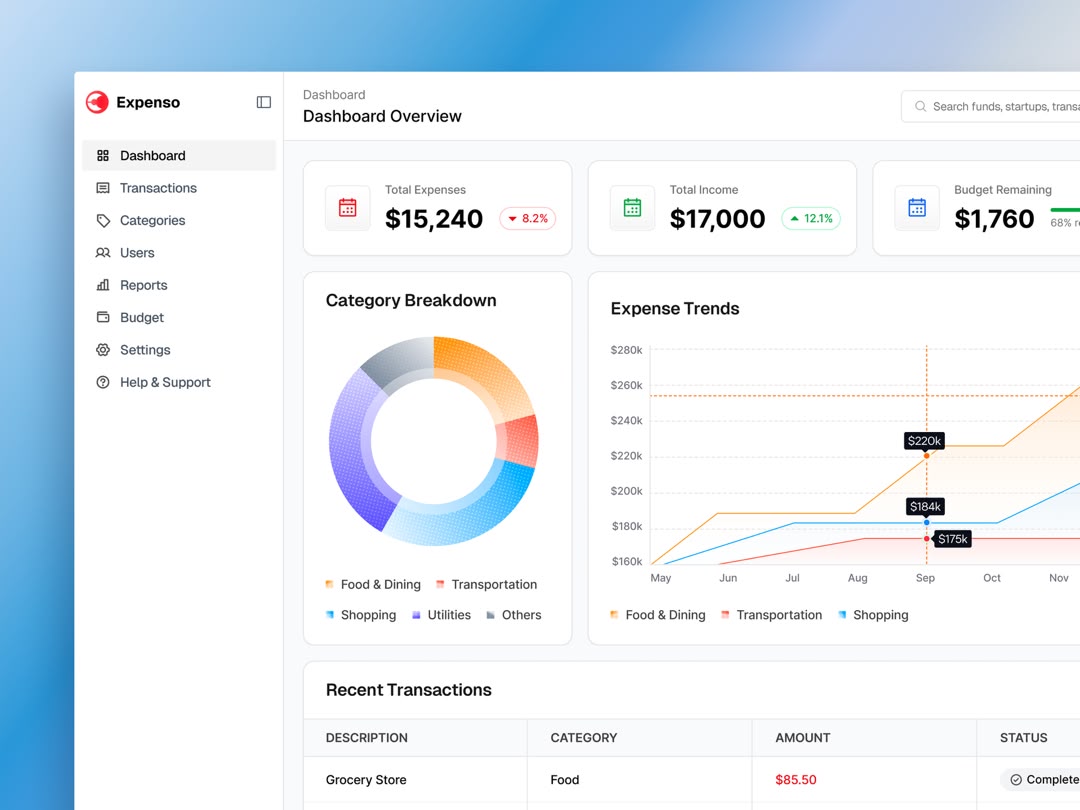 Expenso
Dashboard
Transactions
Categories
Users
Reports
Budget
Settings
Help & Support
Dashboard
Dashboard Overview
Search funds, startups, transa
Total Expenses
$15,240
8.2%
Total Income
$17,000
12.1%
Budget Remaining
$1,760
68% re
Category Breakdown
Food & Dining
Transportation
Shopping
Utilities
Others
Expense Trends
$280k
$260k
$240k
$220k
$200k
$180k
$160k
$220k
$184k
$175k
May
Jun
Jul
Aug
Sep
Oct
Nov
Food & Dining
Transportation
Shopping
Recent Transactions
DESCRIPTION
CATEGORY
AMOUNT
STATUS
Grocery Store
Food
$85.50
Complete